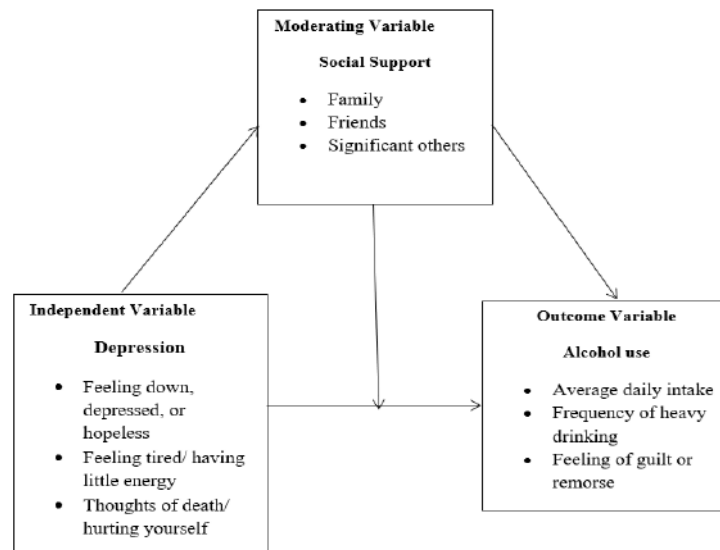 Moderating Variable
Social Support
• Family
• Friends
• Significant others
Independent Variable
Depression
• Feeling down,
depressed, or
hopeless
• Feeling tired/ having
little energy
• Thoughts of death/
hurting yourself
Outcome Variable
Alcohol use
• Average daily intake
• Frequency of heavy
drinking
• Feeling of guilt or
remorse